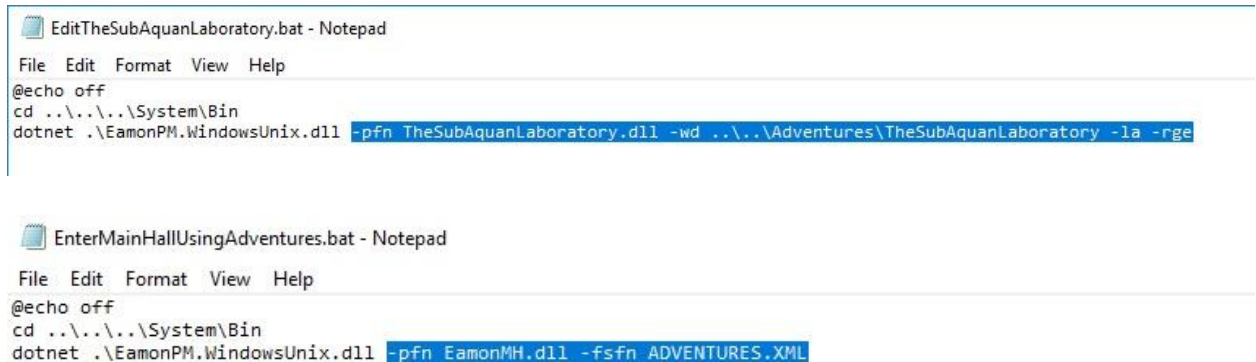 EditTheSubAquanLaboratory.bat - Notepad
File Edit Format View Help
@echo off
cd ..\..\..\System\Bin
dotnet .\EamonPM.WindowsUnix.dll -pfn TheSubAquanLaboratory.dll -wd ..\..\Adventures\TheSubAquanLaboratory -la -rge
EnterMainHallUsingAdventures.bat - Notepad
File Edit Format View Help
@echo off
cd ..\..\..\System\Bin
dotnet .\EamonPM.WindowsUnix.dll -pfn EamonMH.dll -fsfn ADVENTURES.XML